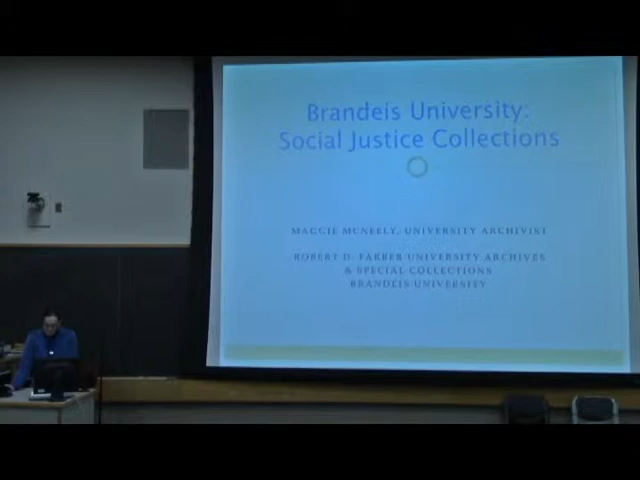 Brandeis University:
Social Justice Collections
MAGGIE MCNEELY, UNIVERSITY ARCHIVIST
ROBERT D. FARBER UNIVERSITY ARCHIVES
& SPECIAL COLLECTIONS
BRANDEIS UNIVERSITY